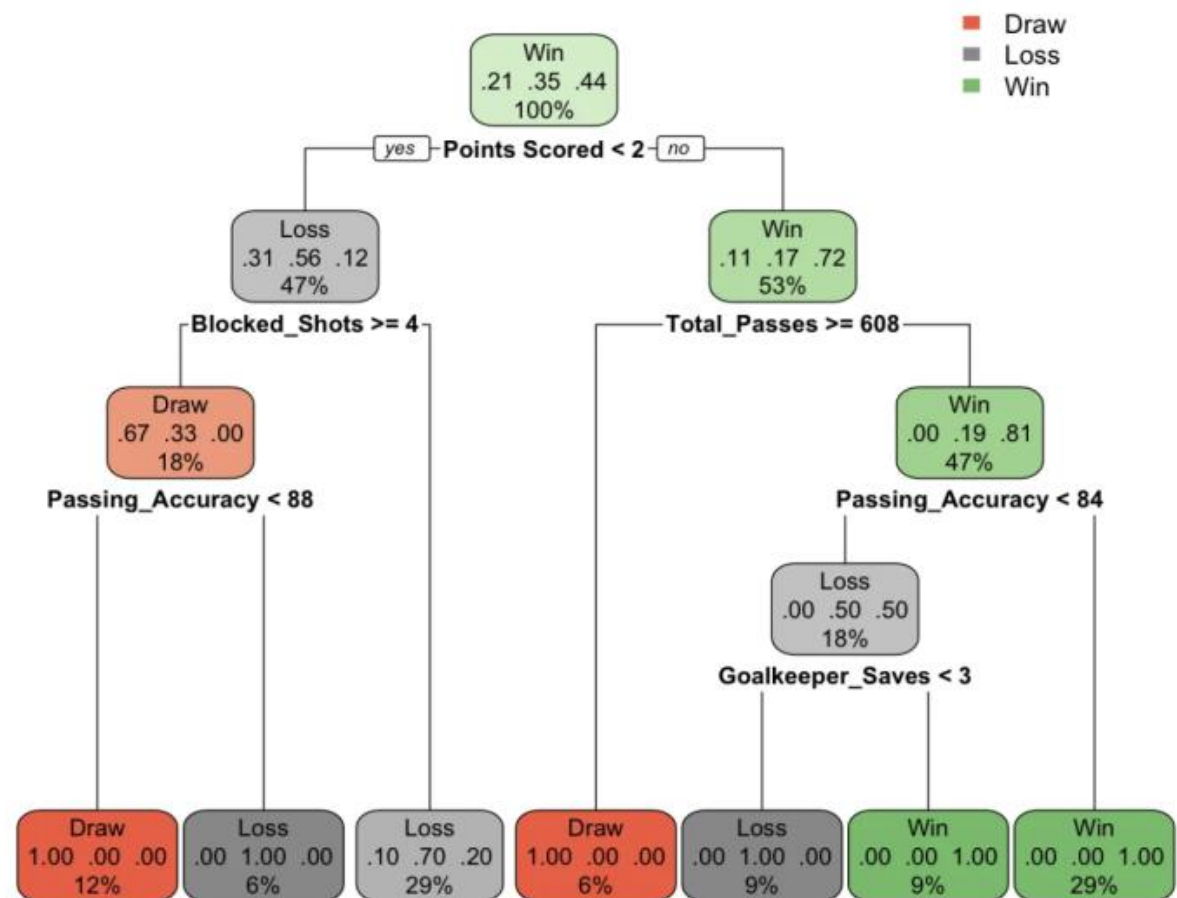 Draw
Loss
Win
Win
.21 .35 .44
100%
yes Points Scored < 2 no
Loss
.31 .56 .12
47%
Win
.11 .17 .72
53%
Blocked_Shots >= 4
Total_Passes >= 608
Draw
.67 .33 .00
18%
Win
.00 .19 .81
47%
Passing_Accuracy < 88
Passing_Accuracy < 84
Loss
.00 .50 .50
18%
Goalkeeper_Saves < 3
Draw
1.00 .00 .00
12%
Loss
.00 1.00 .00
6%
Loss
.10 .70 .20
29%
Draw
1.00 .00 .00
6%
Loss
.00 1.00 .00
9%
Win
.00 .00 1.00
9%
Win
.00 .00 1.00
29%